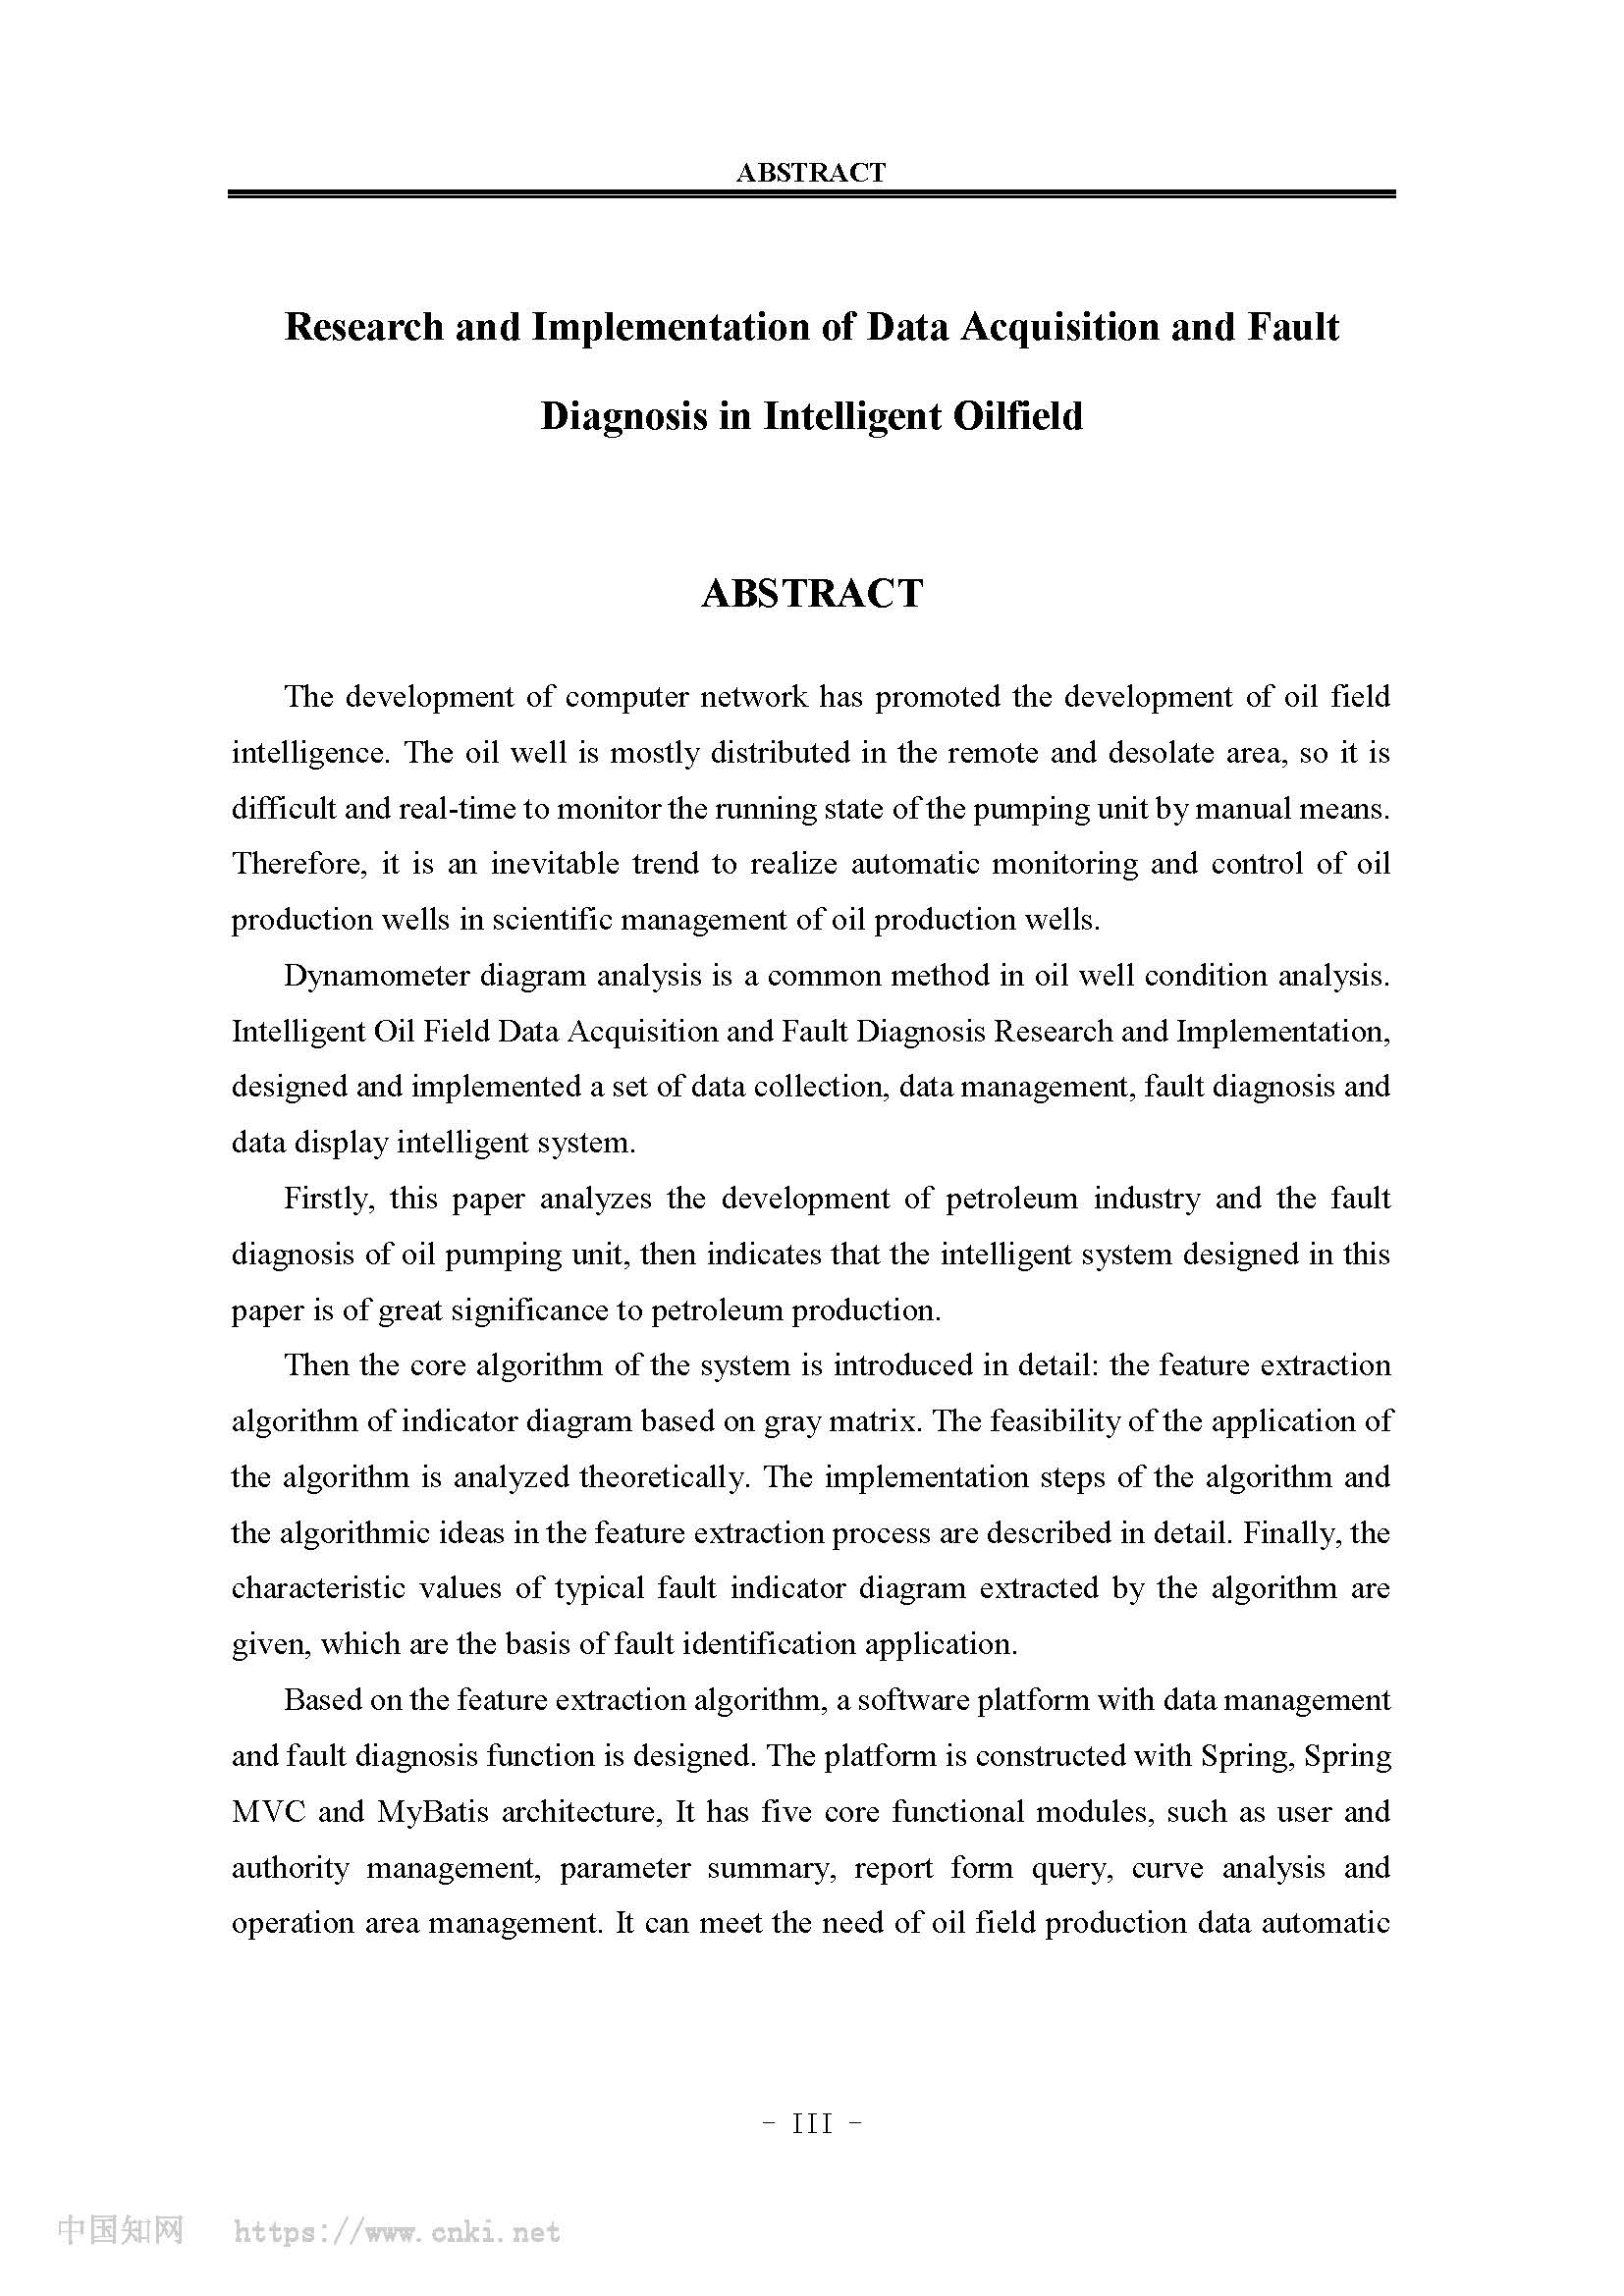 ABSTRACT
Research and Implementation of Data Acquisition and Fault
Diagnosis in Intelligent Oilfield
ABSTRACT
The development of computer network has promoted the development of oil field
intelligence. The oil well is mostly distributed in the remote and desolate area, so it is
difficult and real-time to monitor the running state of the pumping unit by manual means.
Therefore, it is an inevitable trend to realize automatic monitoring and control of oil
production wells in scientific management of oil production wells.
Dynamometer diagram analysis is a common method in oil well condition analysis.
Intelligent Oil Field Data Acquisition and Fault Diagnosis Research and Implementation,
designed and implemented a set of data collection, data management, fault diagnosis and
data display intelligent system.
Firstly, this paper analyzes the development of petroleum industry and the fault
diagnosis of oil pumping unit, then indicates that the intelligent system designed in this
paper is of great significance to petroleum production.
Then the core algorithm of the system is introduced in detail: the feature extraction
algorithm of indicator diagram based on gray matrix. The feasibility of the application of
the algorithm is analyzed theoretically. The implementation steps of the algorithm and
the algorithmic ideas in the feature extraction process are described in detail. Finally, the
characteristic values of typical fault indicator diagram extracted by the algorithm are
given, which are the basis of fault identification application.
Based on the feature extraction algorithm, a software platform with data management
and fault diagnosis function is designed. The platform is constructed with Spring, Spring
MVC and MyBatis architecture, It has five core functional modules, such as user and
authority management, parameter summary, report form query, curve analysis and
operation area management. It can meet the need of oil field production data automatic
- III -
中国知网 https://www.cnki.net